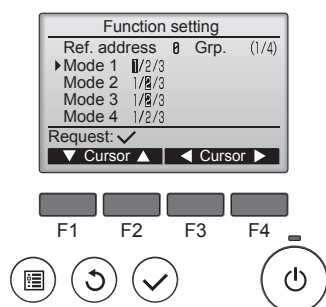 Function setting
Ref. address 0 Grp. (1/4)
Mode 1 1/2/3
Mode 2 1/2/3
Mode 3 1/2/3
Mode 4 1/2/3
Request:✓
▼ Cursor ▲ ◀ Cursor ▶
F1 F2 F3 F4